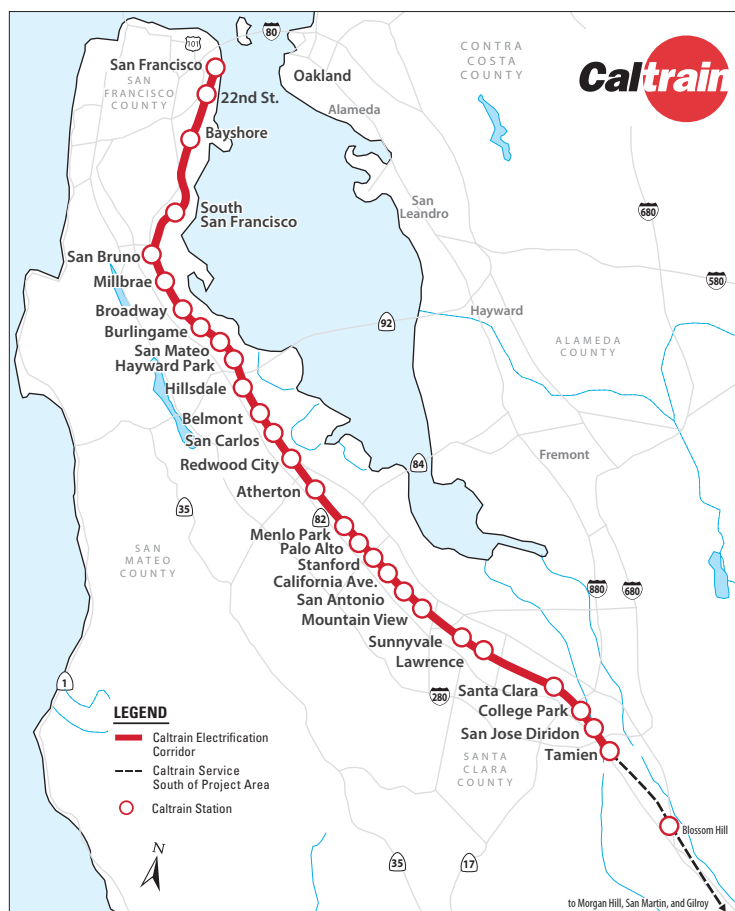 101
80
San Francisco
SAN
FRANCISCO
COUNTY
22nd St.
Oakland
CONTRA
COSTA
COUNTY
Caltrain
Alameda
Bayshore
San
Leandro
South
San Francisco
680
San Bruno
Millbrae
580
Broadway
Burlingame
92
Hayward
San Mateo
Hayward Park
ALAMEDA
COUNTY
Hillsdale
Belmont
San Carlos
Redwood City
84
Fremont
Atherton
35
82
Menlo Park
Palo Alto
Stanford
SAN
MATEO
COUNTY
California Ave.
San Antonio
Mountain View
880
680
Sunnyvale
Lawrence
1
280
Santa Clara
College Park
San Jose Diridon
Tamien
SANTA
CLARA
COUNTY
LEGEND
Caltrain Electrification
Corridor
Caltrain Service
South of Project Area
Caltrain Station
Blossom Hill
N
35
17
to Morgan Hill, San Martin, and Gilroy